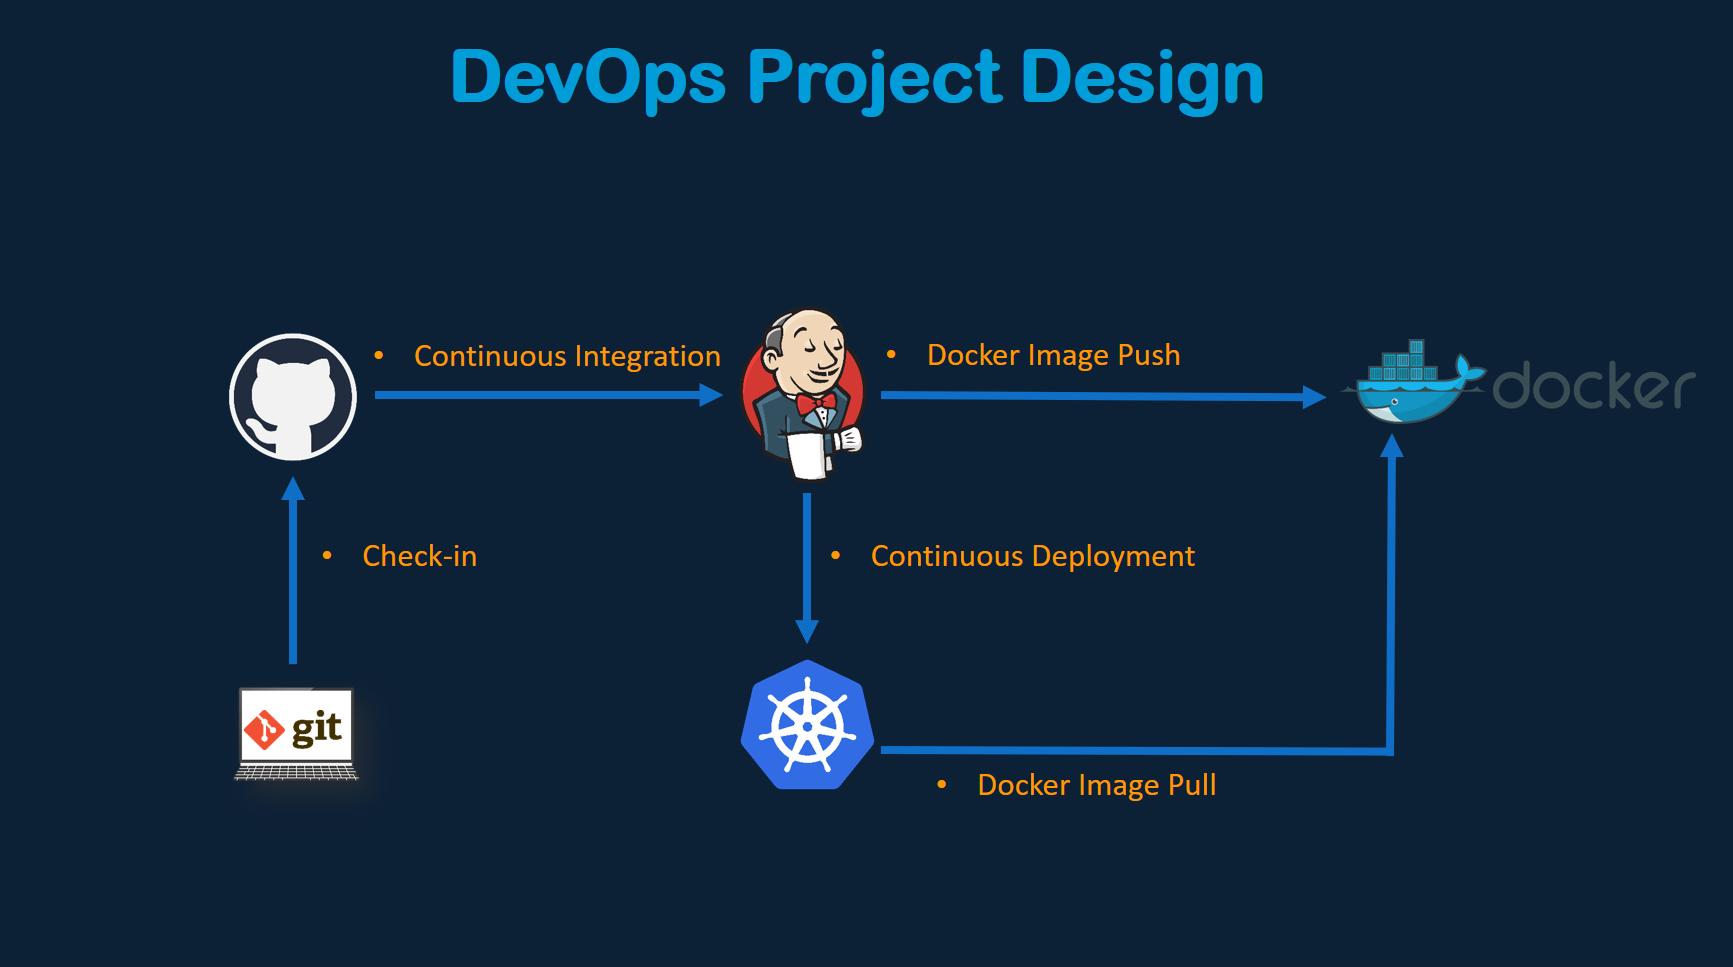 DevOps Project Design
• Continuous Integration
• Docker Image Push
docker
• Check-in
• Continuous Deployment
git
• Docker Image Pull